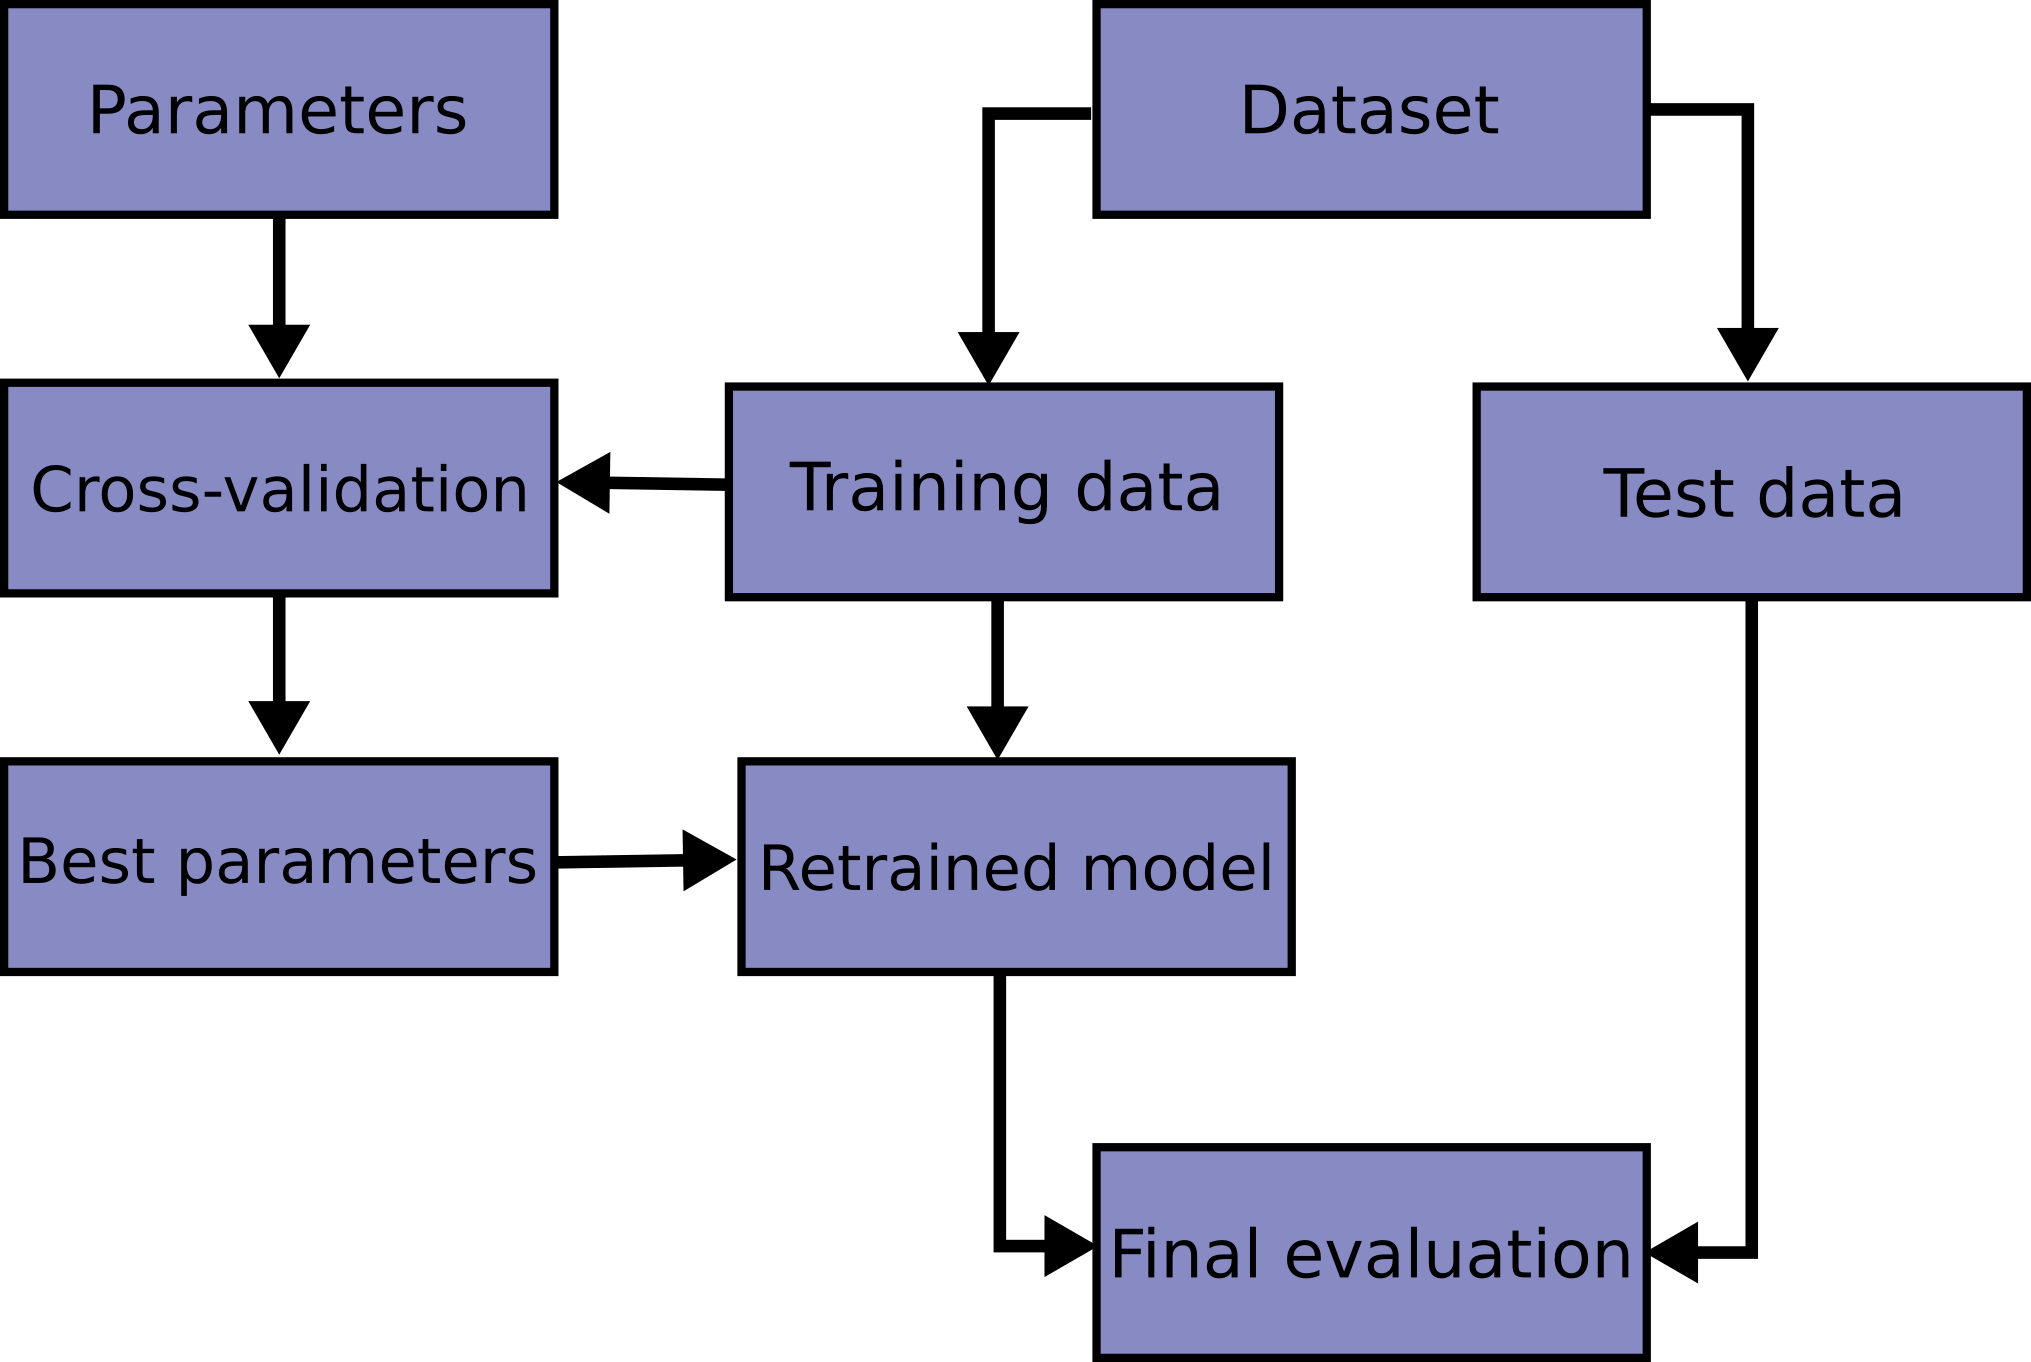 Parameters
Dataset
Cross-validation
Training data
Test data
Best parameters
Retrained model
Final evaluation